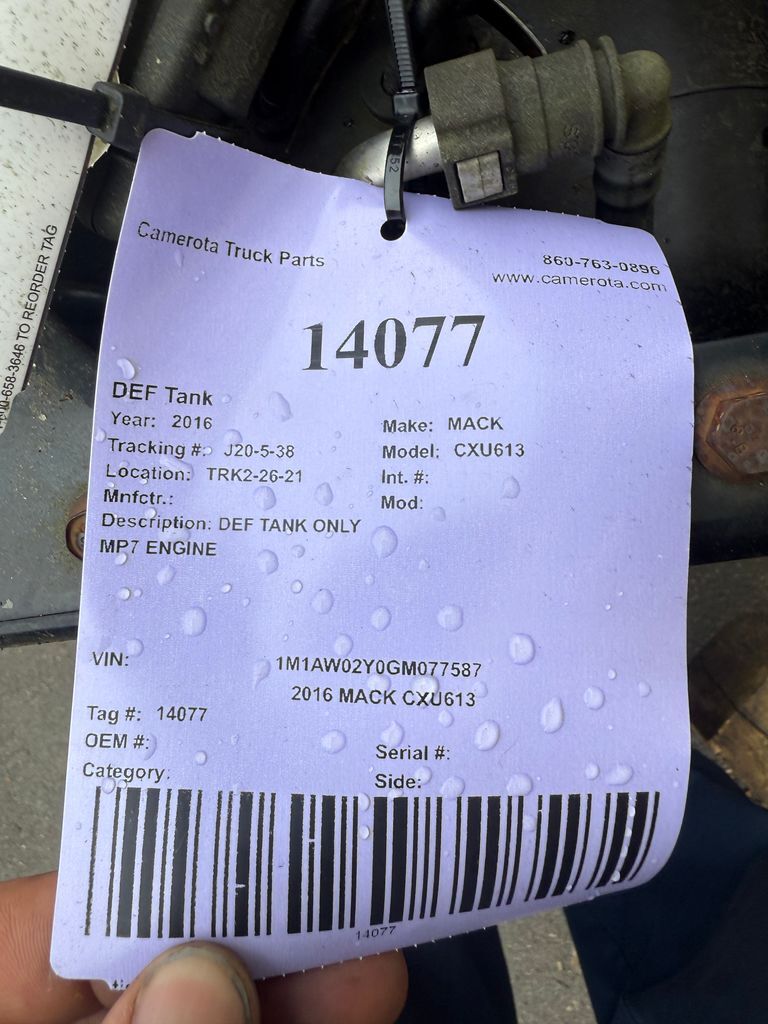 Camerota Truck Parts
860-763-0896
www.camerota.com
14077
DEF Tank
Year: 2016
Make: MACK
Tracking #: J20-5-38
Model: CXU613
Location: TRK2-26-21
Int. #:
Mnfctr.:
Mod:
Description: DEF TANK ONLY
MP7 ENGINE
VIN: 1M1AW02Y0GM077587
2016 MACK CXU613
Tag #: 14077
OEM #:
Serial #:
Category:
Side:
14077
-658-3646 TO REORDER TAG